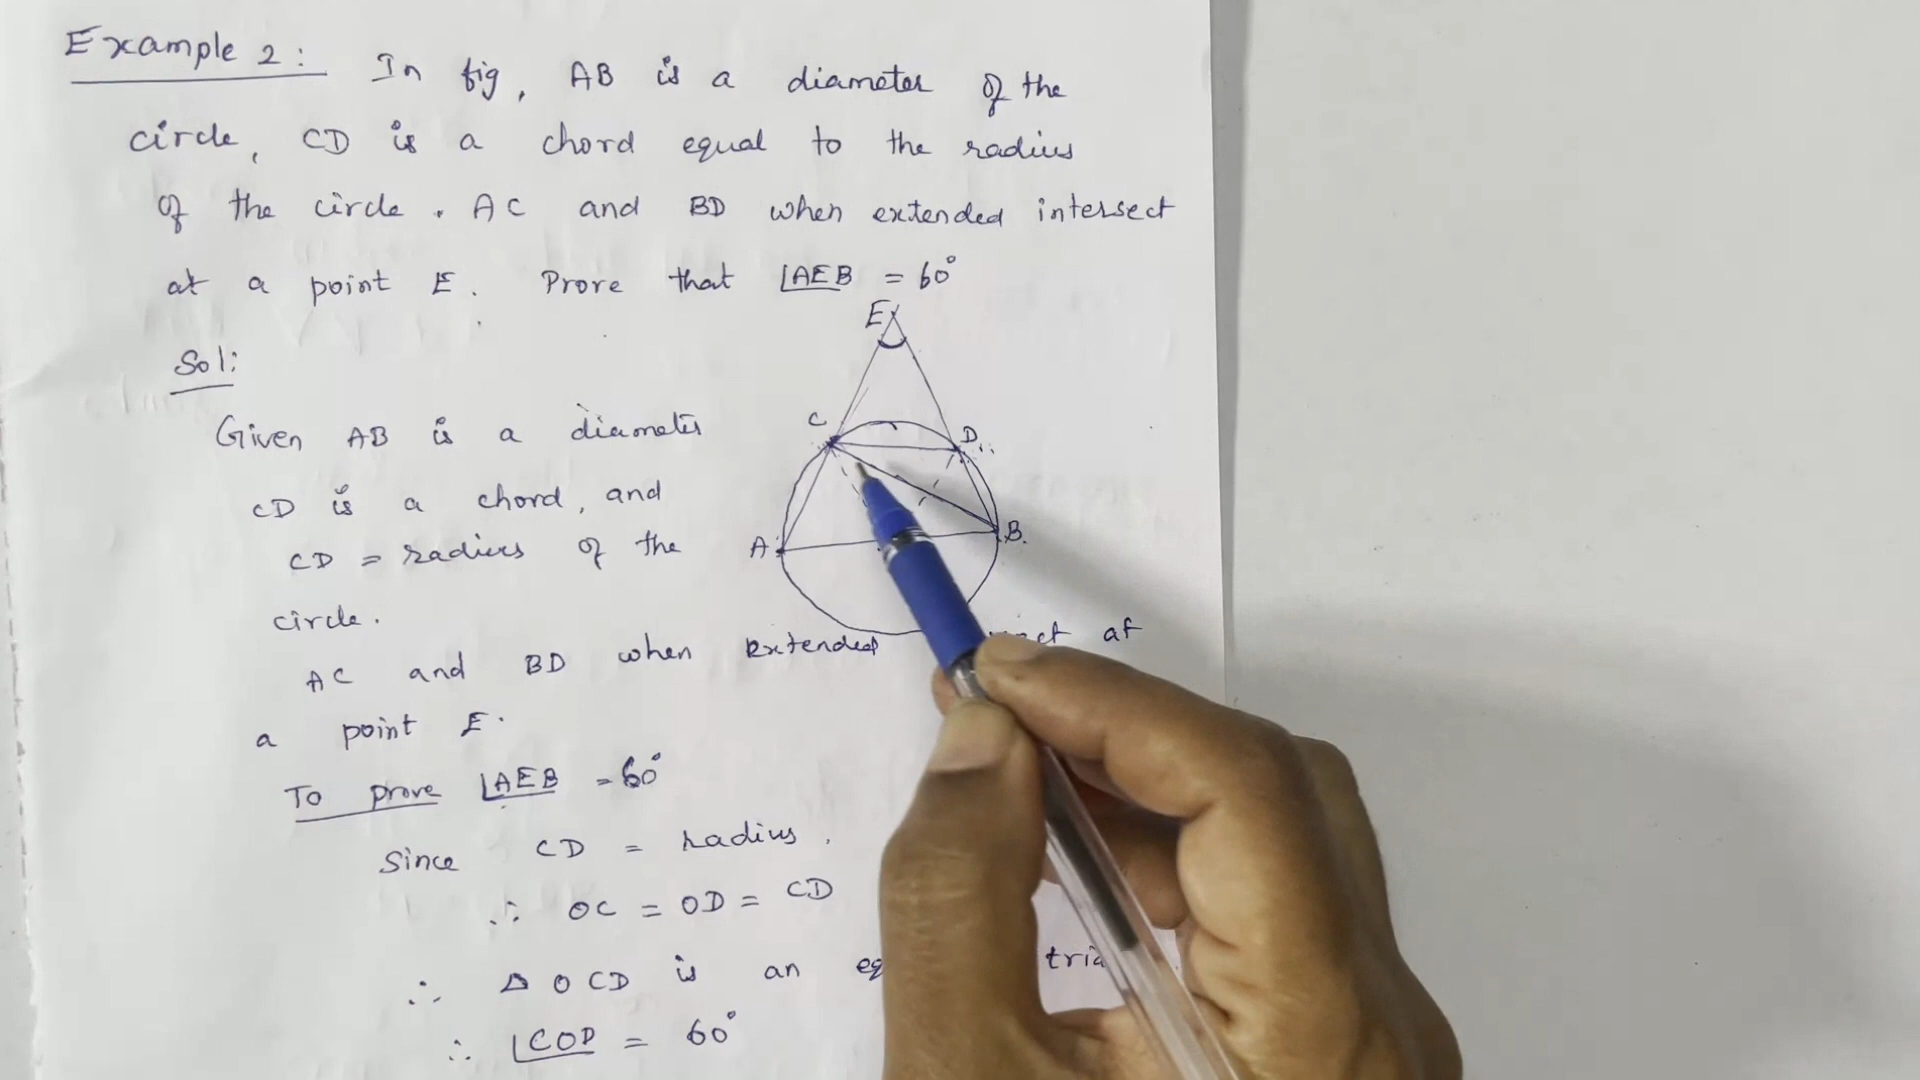 Example 2: In fig, AB is a diameter of the
circle, CD is a chord equal to the radius
of the circle. AC and BD when extended intersect
at a point E. Prove that ∠AEB = 60°
Sol:
E
C
D
A
B
Given AB is a diameter
CD is a chord, and
CD = radius of the
circle.
AC and BD when extended at
a point E.
To prove ∠AEB = 60°
Since CD = radius.
∴ OC = OD = CD
∴ △OCD is an
∴ ∠COD = 60°